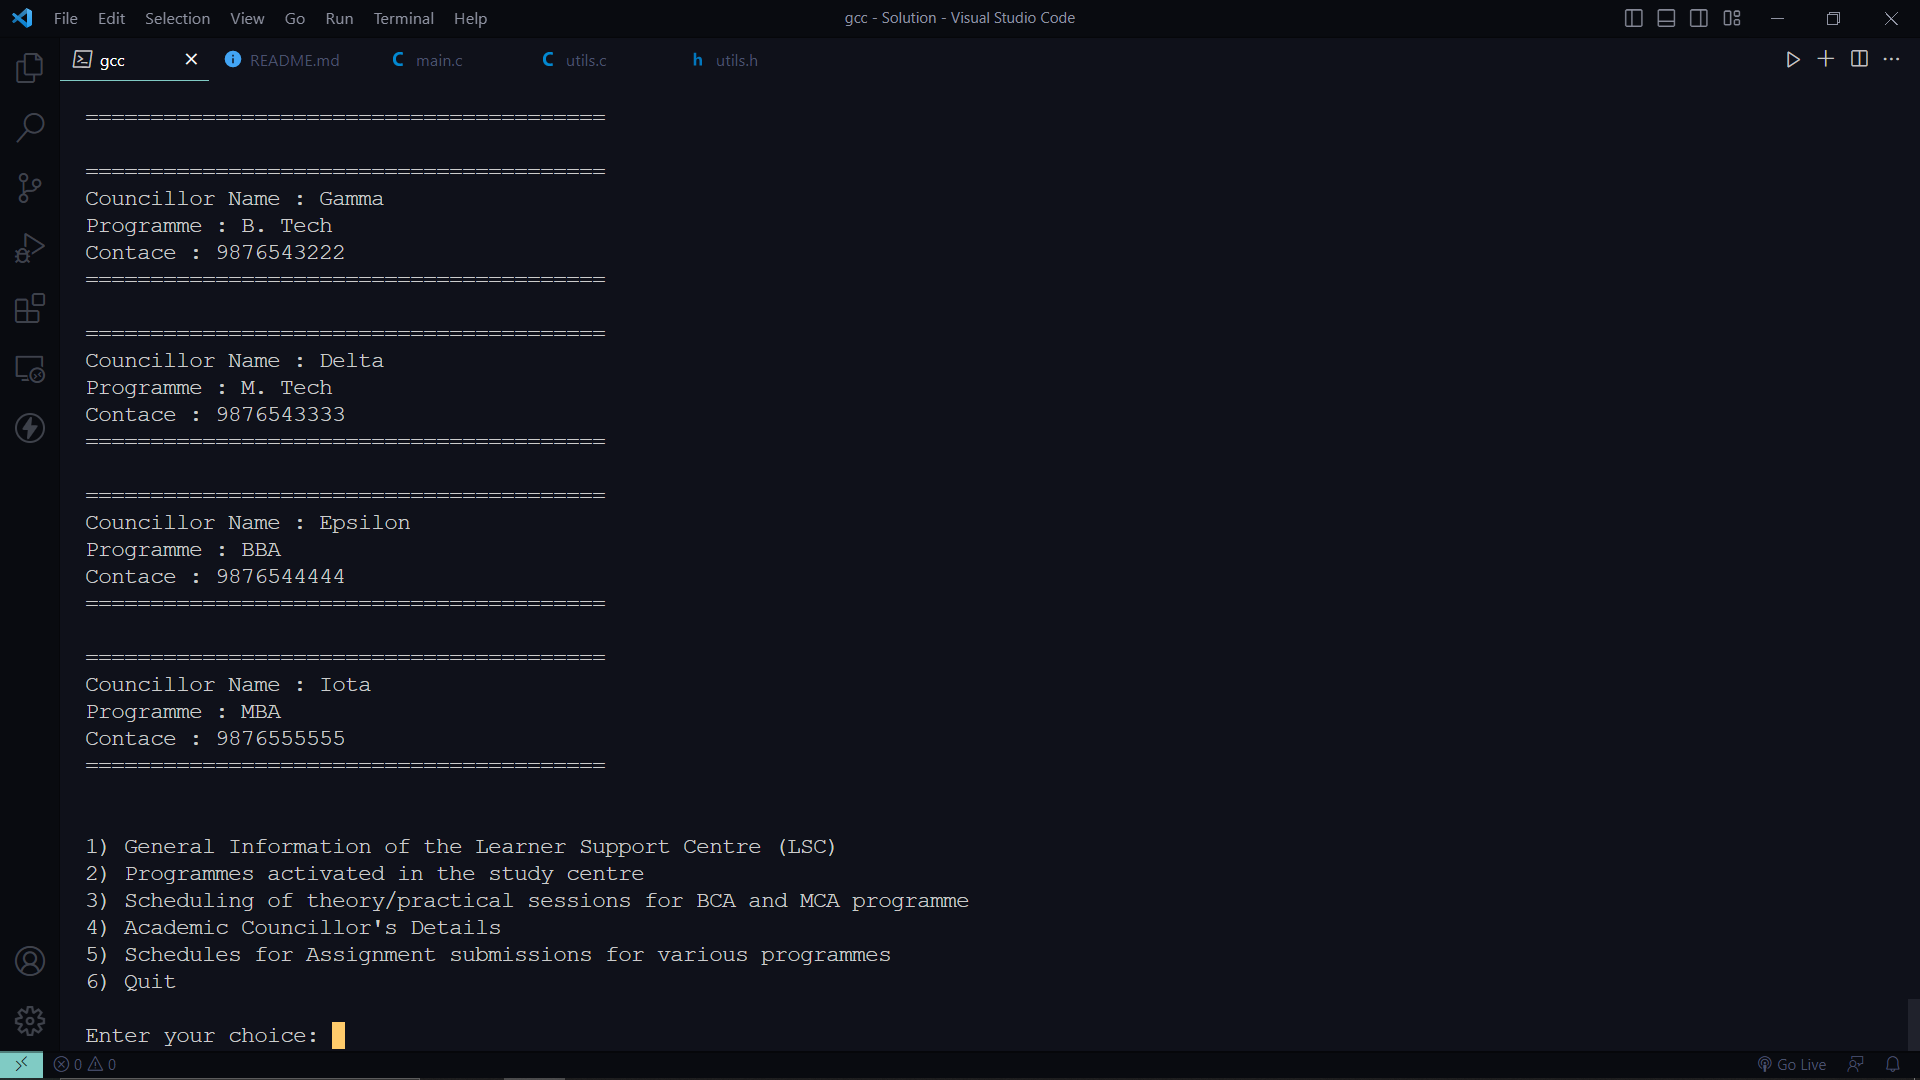 File Edit Selection View Go Run Terminal Help
gcc - Solution - Visual Studio Code
gcc
README.md
main.c
utils.c
utils.h
========================================
========================================
Councillor Name : Gamma
Programme : B. Tech
Contace : 9876543222
========================================
========================================
Councillor Name : Delta
Programme : M. Tech
Contace : 9876543333
========================================
========================================
Councillor Name : Epsilon
Programme : BBA
Contace : 9876544444
========================================
========================================
Councillor Name : Iota
Programme : MBA
Contace : 9876555555
========================================
1) General Information of the Learner Support Centre (LSC)
2) Programmes activated in the study centre
3) Scheduling of theory/practical sessions for BCA and MCA programme
4) Academic Councillor's Details
5) Schedules for Assignment submissions for various programmes
6) Quit
Enter your choice:
0 0
Go Live